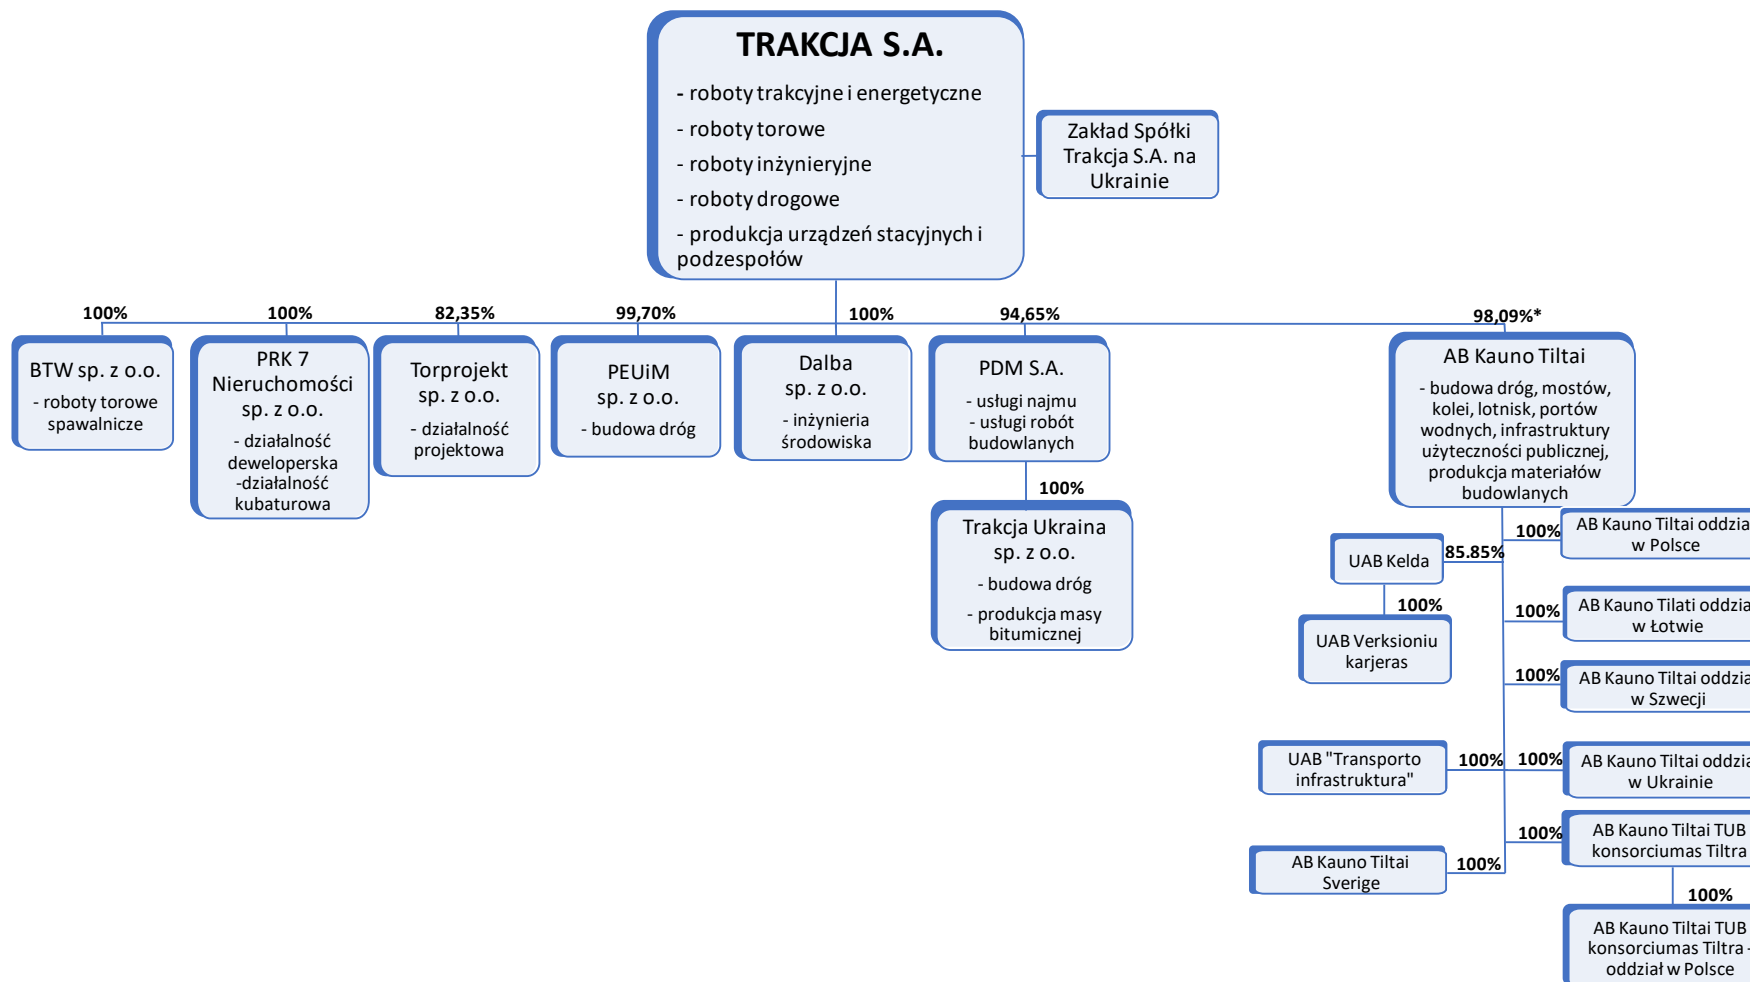 TRAKCJA S.A.
- roboty trakcyjne i energetyczne
- roboty torowe
- roboty inżynieryjne
- roboty drogowe
- produkcja urządzeń stacyjnych i
podzespołów
Zakład Spółki
Trakcja S.A. na
Ukrainie
100%
BTW sp. z o.o.
- roboty torowe
spawalnicze
100%
PRK 7
Nieruchomości
sp. z o.o.
- działalność
deweloperska
-działalność
kubaturowa
82,35%
Torprojekt
sp. z o.o.
- działalność
projektowa
99,70%
PEUiM
sp. z o.o.
- budowa dróg
100%
Dalba
sp. z o.o.
- inżynieria
środowiska
94,65%
PDM S.A.
- usługi najmu
- usługi robót
budowlanych
100%
Trakcja Ukraina
sp. z o.o.
- budowa dróg
- produkcja masy
bitumicznej
98,09%*
AB Kauno Tiltai
- budowa dróg, mostów,
kolei, lotnisk, portów
wodnych, infrastruktury
użyteczności publicznej,
produkcja materiałów
budowlanych
85.85%
UAB Kelda
100%
UAB Verksioniu
karjeras
100%
UAB "Transporto
infrastruktura"
100%
AB Kauno Tiltai
Sverige
100%
AB Kauno Tiltai oddzia
w Polsce
100%
AB Kauno Tilati oddzia
w Łotwie
100%
AB Kauno Tiltai oddzia
w Szwecji
100%
AB Kauno Tiltai oddzia
w Ukrainie
100%
AB Kauno Tiltai TUB
konsorciumas Tiltra
100%
AB Kauno Tiltai TUB
konsorciumas Tiltra -
oddział w Polsce